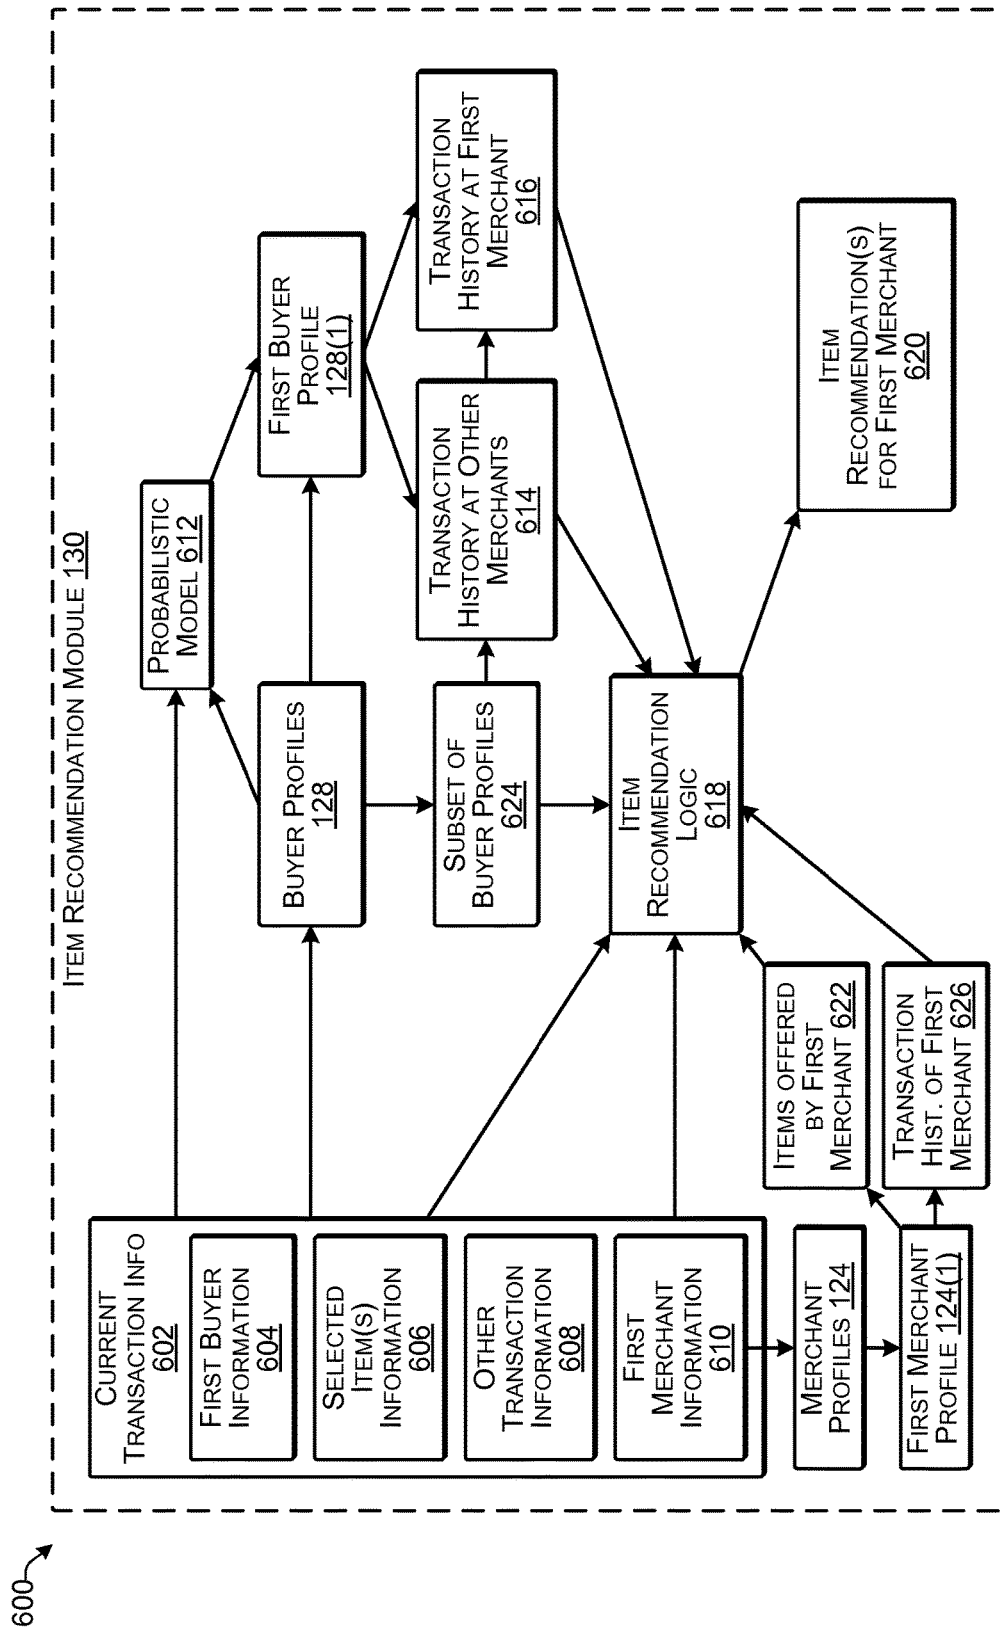 600
ITEM RECOMMENDATION MODULE 130
CURRENT
TRANSACTION INFO
602
FIRST BUYER
INFORMATION
604
SELECTED
ITEM(S)
INFORMATION
606
OTHER
TRANSACTION
INFORMATION
608
FIRST
MERCHANT
INFORMATION
610
MERCHANT
PROFILES 124
FIRST MERCHANT
PROFILE 124(1)
ITEMS OFFERED
BY FIRST
MERCHANT 622
TRANSACTION
HIST. OF FIRST
MERCHANT 626
BUYER PROFILES
128
SUBSET OF
BUYER PROFILES
624
ITEM
RECOMMENDATION
LOGIC
618
PROBABILISTIC
MODEL 612
FIRST BUYER
PROFILE
128(1)
TRANSACTION
HISTORY AT OTHER
MERCHANTS
614
TRANSACTION
HISTORY AT FIRST
MERCHANT
616
ITEM
RECOMMENDATION(S)
FOR FIRST MERCHANT
620